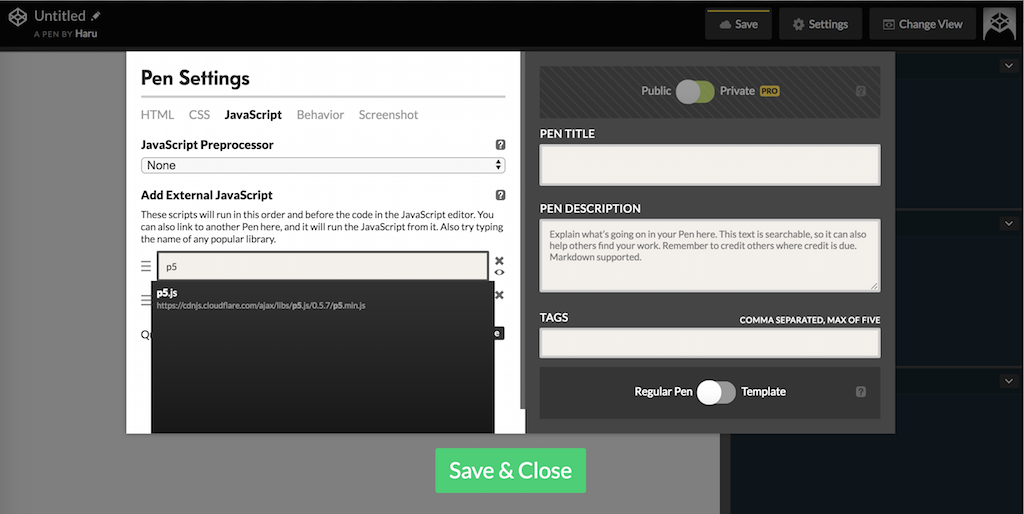 Untitled
A PEN BY Haru
Save
Settings
Change View
Pen Settings
HTML CSS JavaScript Behavior Screenshot
JavaScript Preprocessor ?
None
Add External JavaScript ?
These scripts will run in this order and before the code in the JavaScript editor. You
can also link to another Pen here, and it will run the JavaScript from it. Also try typing
the name of any popular library.
p5
p5.js
https://cdnjs.cloudflare.com/ajax/libs/p5.js/0.5.7/p5.min.js
Public Private PRO ?
PEN TITLE
PEN DESCRIPTION
Explain what's going on in your Pen here. This text is searchable, so it can also
help others find your work. Remember to credit others where credit is due.
Markdown supported.
TAGS COMMA SEPARATED, MAX OF FIVE
Regular Pen Template ?
Save & Close